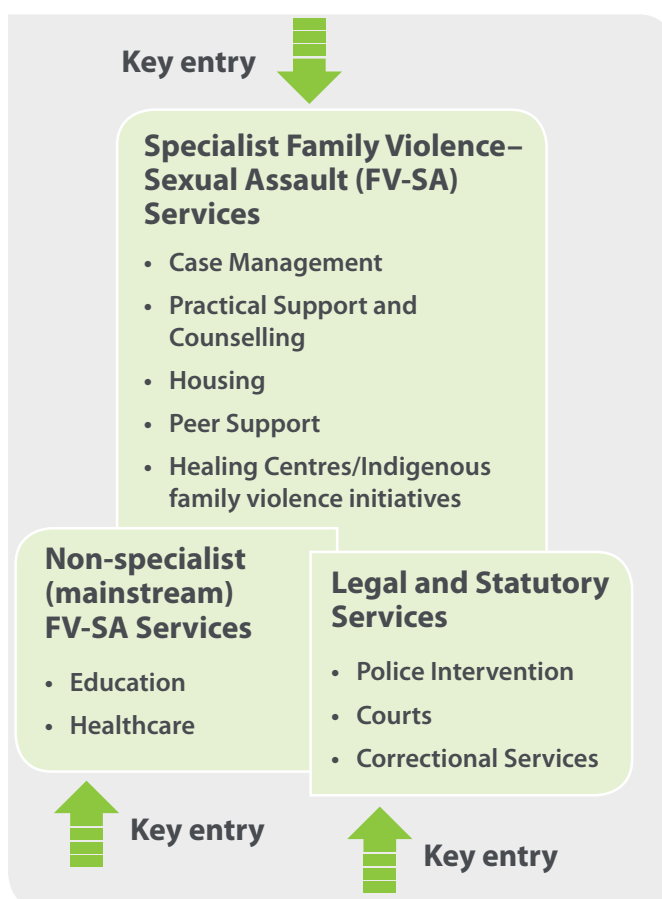 Key entry
Specialist Family Violence–
Sexual Assault (FV-SA)
Services
• Case Management
• Practical Support and
Counselling
• Housing
• Peer Support
• Healing Centres/Indigenous
family violence initiatives
Non-specialist
(mainstream)
FV-SA Services
• Education
• Healthcare
Legal and Statutory
Services
• Police Intervention
• Courts
• Correctional Services
Key entry
Key entry